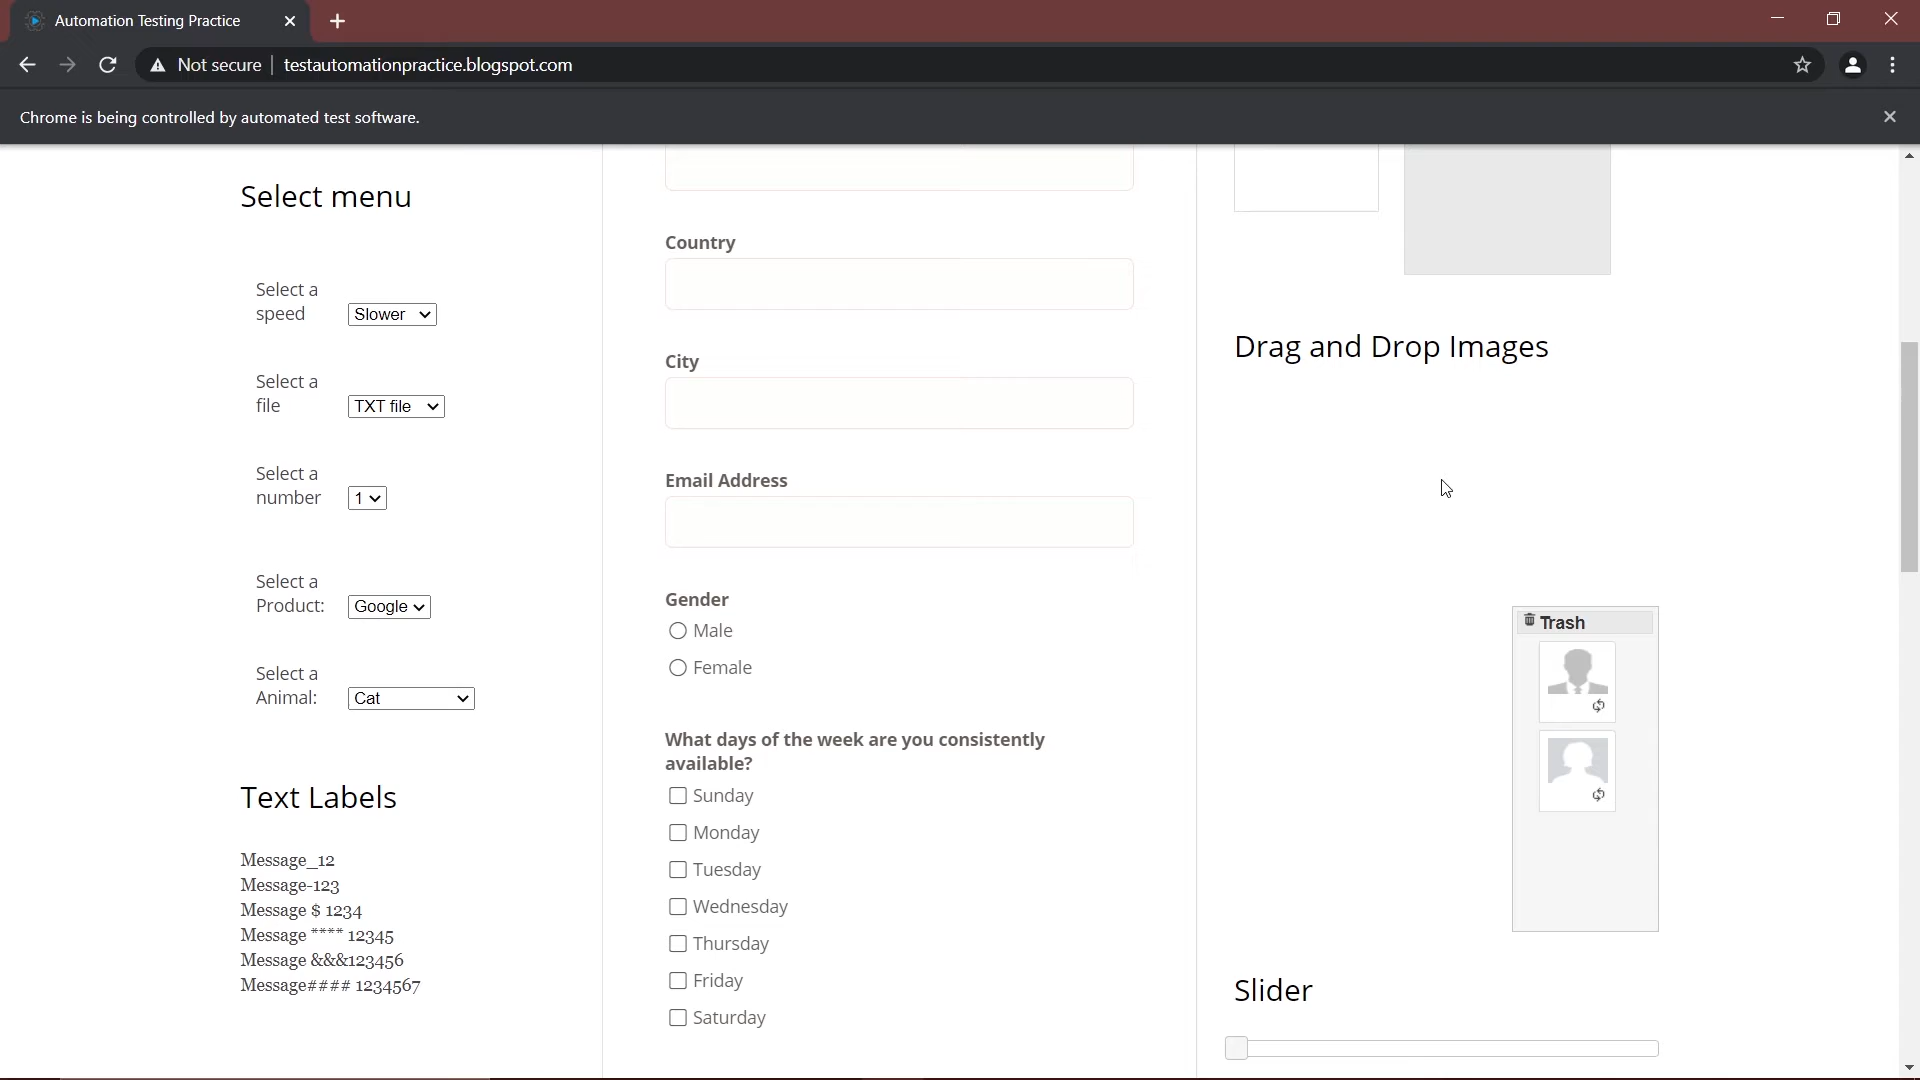 Automation Testing Practice
Not secure
testautomationpractice.blogspot.com
Chrome is being controlled by automated test software.
Select menu
Select a
speed
Slower
Select a
file
TXT file
Select a
number
1
Select a
Product:
Google
Select a
Animal:
Cat
Text Labels
Message_12
Message-123
Message $ 1234
Message **** 12345
Message &&&123456
Message#### 1234567
Country
City
Email Address
Gender
Male
Female
What days of the week are you consistently
available?
Sunday
Monday
Tuesday
Wednesday
Thursday
Friday
Saturday
Drag and Drop Images
Trash
Slider